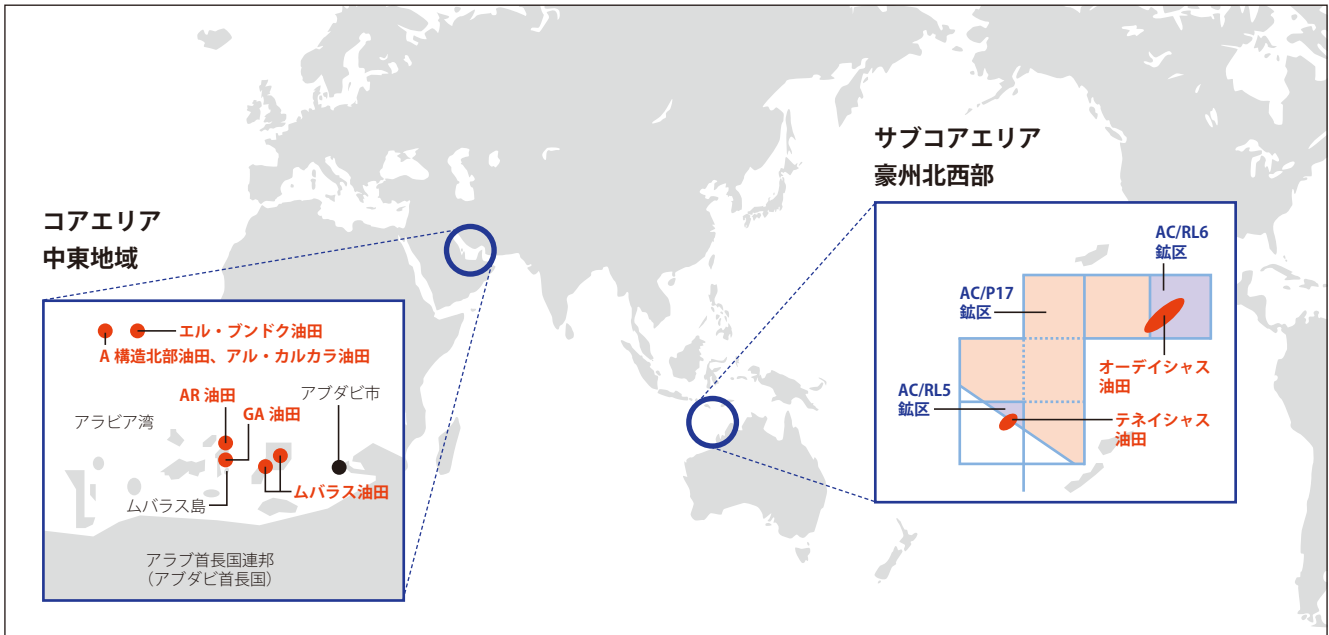 サブコアエリア
豪州北西部
コアエリア
中東地域
エル・ブンドク油田
A 構造北部油田、アル・カルカラ油田
AR 油田
アブダビ市
GA 油田
アラビア湾
ムバラス油田
ムバラス島
アラブ首長国連邦
（アブダビ首長国）
AC/RL6
鉱区
AC/P17
鉱区
オーデイシャス
油田
AC/RL5
鉱区
テネイシャス
油田